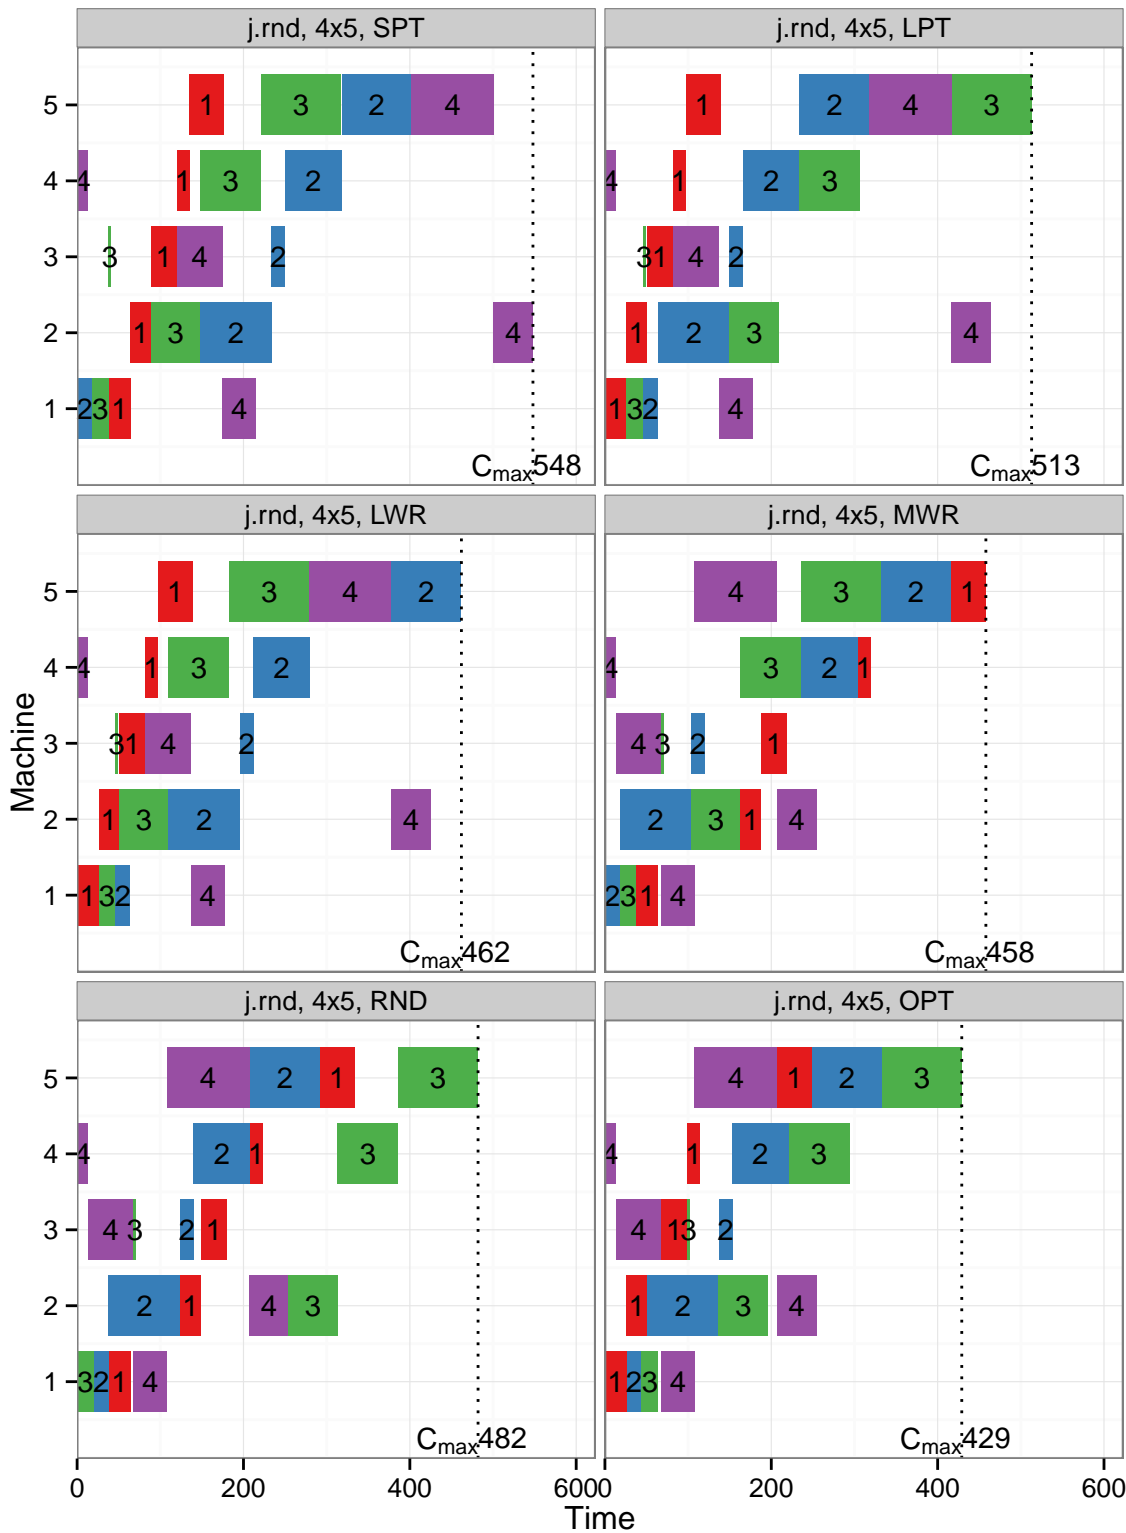 j.rnd, 4x5, SPT
5 1 3 2 4
4 4 1 3 2
3 3 1 4 2
2 1 3 2 4
1 2 3 1 4
Cmax548
j.rnd, 4x5, LPT
1 2 4 3
4 1 2 3
3 1 4 2
1 2 3 4
1 3 2 4
Cmax513
j.rnd, 4x5, LWR
5 1 3 4 2
4 4 1 3 2
3 3 1 4 2
2 1 3 2 4
1 1 3 2 4
Cmax462
j.rnd, 4x5, MWR
4 3 2 1
4 3 2 1
4 3 2 1
2 3 1 4
2 3 1 4
Cmax458
j.rnd, 4x5, RND
5 4 2 1 3
4 4 2 1 3
3 4 3 2 1
2 2 1 4 3
1 3 2 1 4
Cmax482
j.rnd, 4x5, OPT
4 1 2 3
4 1 2 3
4 1 3 2
1 2 3 4
1 2 3 4
Cmax429
0 200 400 600
0 200 400 600
Machine
Time